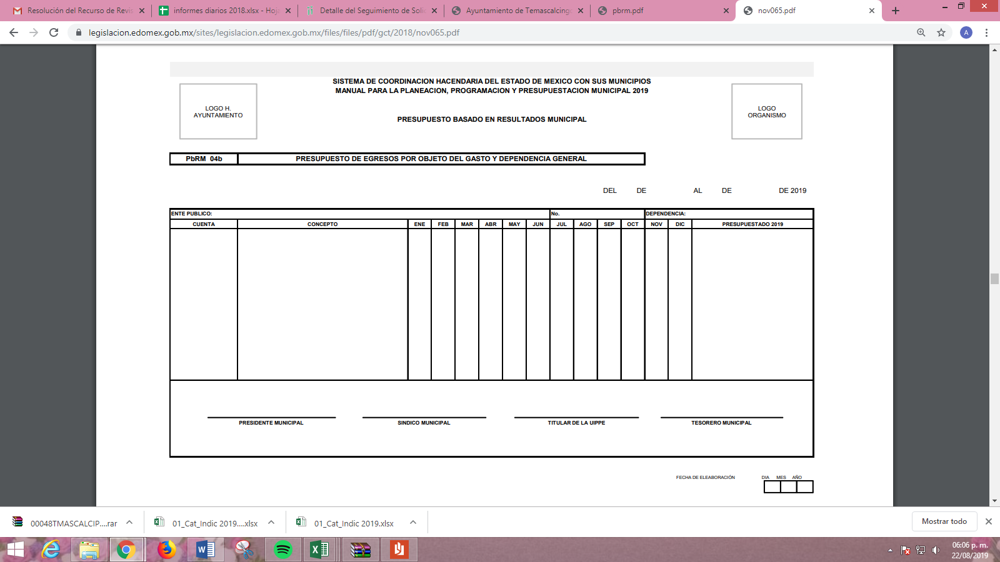 Resolución del Recurso de Revis
informes diarios 2018.xlsx - Hoj
Detalle del Seguimiento de Soli
Ayuntamiento de Temascalcing
pbrm.pdf
nov065.pdf
legislacion.edomex.gob.mx/sites/legislacion.edomex.gob.mx/files/files/pdf/gct/2018/nov065.pdf
A
SISTEMA DE COORDINACION HACENDARIA DEL ESTADO DE MEXICO CON SUS MUNICIPIOS
MANUAL PARA LA PLANEACION, PROGRAMACION Y PRESUPUESTACION MUNICIPAL 2019
LOGO H.
AYUNTAMIENTO
LOGO
ORGANISMO
PRESUPUESTO BASADO EN RESULTADOS MUNICIPAL
PbRM 04b PRESUPUESTO DE EGRESOS POR OBJETO DEL GASTO Y DEPENDENCIA GENERAL
DEL DE AL DE DE 2019
ENTE PUBLICO: No. DEPENDENCIA:
CUENTA CONCEPTO ENE FEB MAR ABR MAY JUN JUL AGO SEP OCT NOV DIC PRESUPUESTADO 2019
PRESIDENTE MUNICIPAL SINDICO MUNICIPAL TITULAR DE LA UIPPE TESORERO MUNICIPAL
FECHA DE ELEABORACIÓN DIA MES AÑO
00048TMASCALCIP....rar
01_Cat_Indic 2019....xlsx
01_Cat_Indic 2019.xlsx
Mostrar todo
06:06 p. m.
22/08/2019